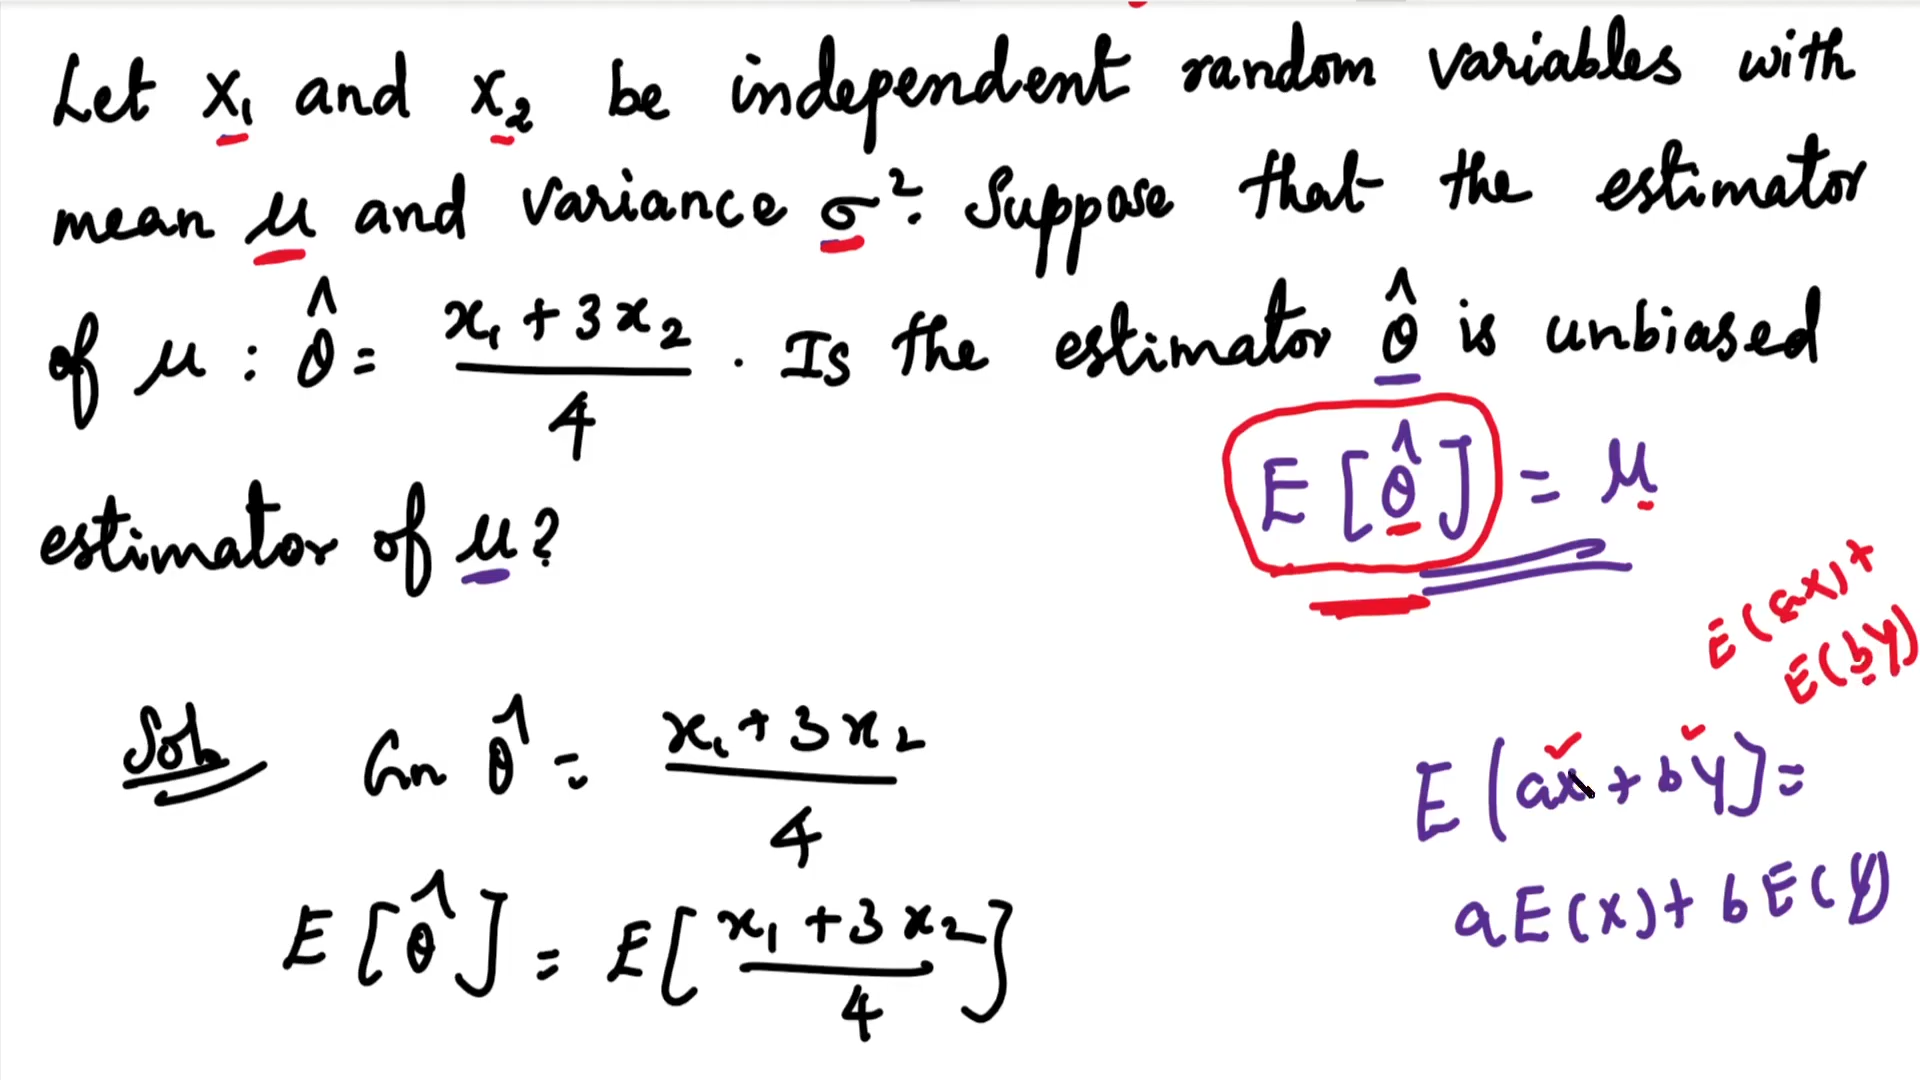 Let x₁ and x₂ be independent random variables with
mean μ and variance σ². Suppose that the estimator
of μ : θ̂ = (x₁ + 3x₂)/4 . Is the estimator θ̂ is unbiased
estimator of μ?
E[θ̂] = μ
E(ax) +
E(by)
Sol Gn θ̂ = (x₁ + 3x₂)/4
E[ax + by] =
aE(x) + bE(y)
E[θ̂] = E[(x₁ + 3x₂)/4]